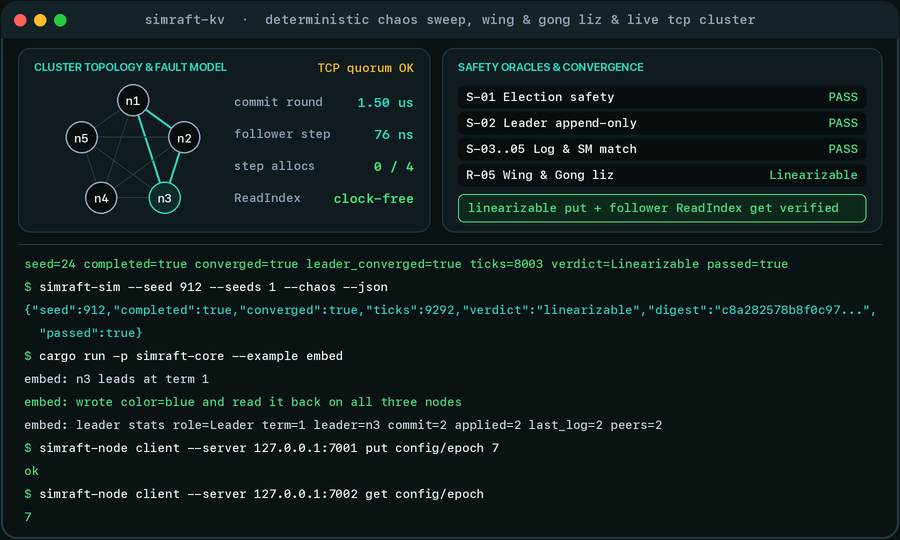 simraft-kv · deterministic chaos sweep, wing & gong liz & live tcp cluster
CLUSTER TOPOLOGY & FAULT MODEL
TCP quorum OK
n1
n2
n3
n4
n5
commit round 1.50 us
follower step 76 ns
step allocs 0 / 4
ReadIndex clock-free
SAFETY ORACLES & CONVERGENCE
S-01 Election safety PASS
S-02 Leader append-only PASS
S-03..05 Log & SM match PASS
R-05 Wing & Gong liz Linearizable
linearizable put + follower ReadIndex get verified
seed=24 completed=true converged=true leader_converged=true ticks=8003 verdict=Linearizable passed=true
$ simraft-sim --seed 912 --seeds 1 --chaos --json
{"seed":912,"completed":true,"converged":true,"ticks":9292,"verdict":"linearizable","digest":"c8a282578b8f0c97...",
"passed":true}
$ cargo run -p simraft-core --example embed
embed: n3 leads at term 1
embed: wrote color=blue and read it back on all three nodes
embed: leader stats role=Leader term=1 leader=n3 commit=2 applied=2 last_log=2 peers=2
$ simraft-node client --server 127.0.0.1:7001 put config/epoch 7
ok
$ simraft-node client --server 127.0.0.1:7002 get config/epoch
7